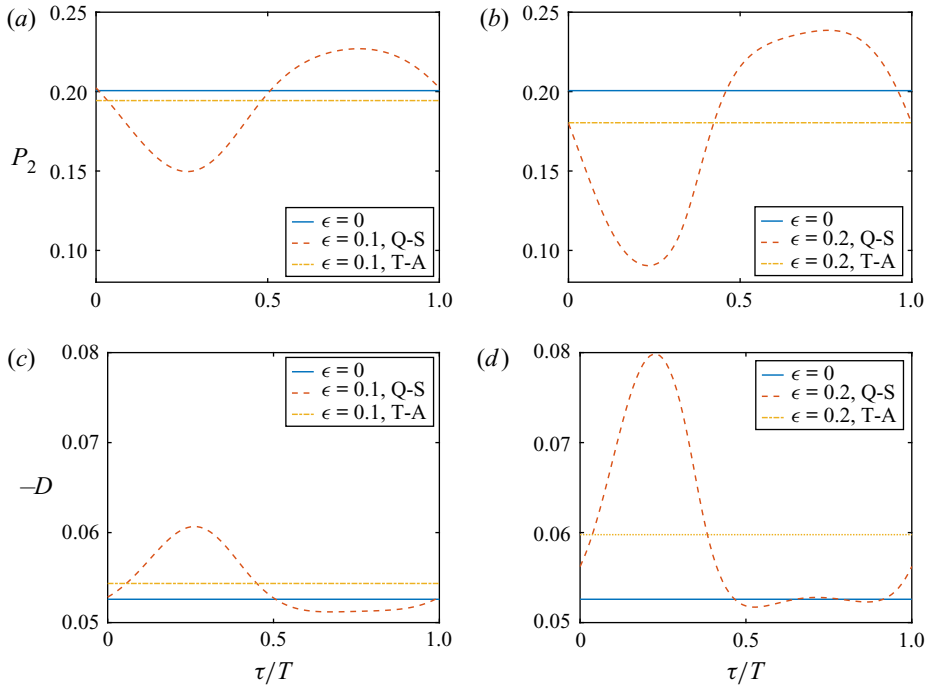 (a)
0.25
0.20
0.15
0.10
P2
0
0.5
1.0
ϵ = 0
ϵ = 0.1, Q-S
ϵ = 0.1, T-A
(b)
0.25
0.20
0.15
0.10
0
0.5
1.0
ϵ = 0
ϵ = 0.2, Q-S
ϵ = 0.2, T-A
(c)
0.08
0.07
0.06
0.05
–D
0
0.5
1.0
τ/T
ϵ = 0
ϵ = 0.1, Q-S
ϵ = 0.1, T-A
(d)
0.08
0.07
0.06
0.05
0
0.5
1.0
τ/T
ϵ = 0
ϵ = 0.2, Q-S
ϵ = 0.2, T-A